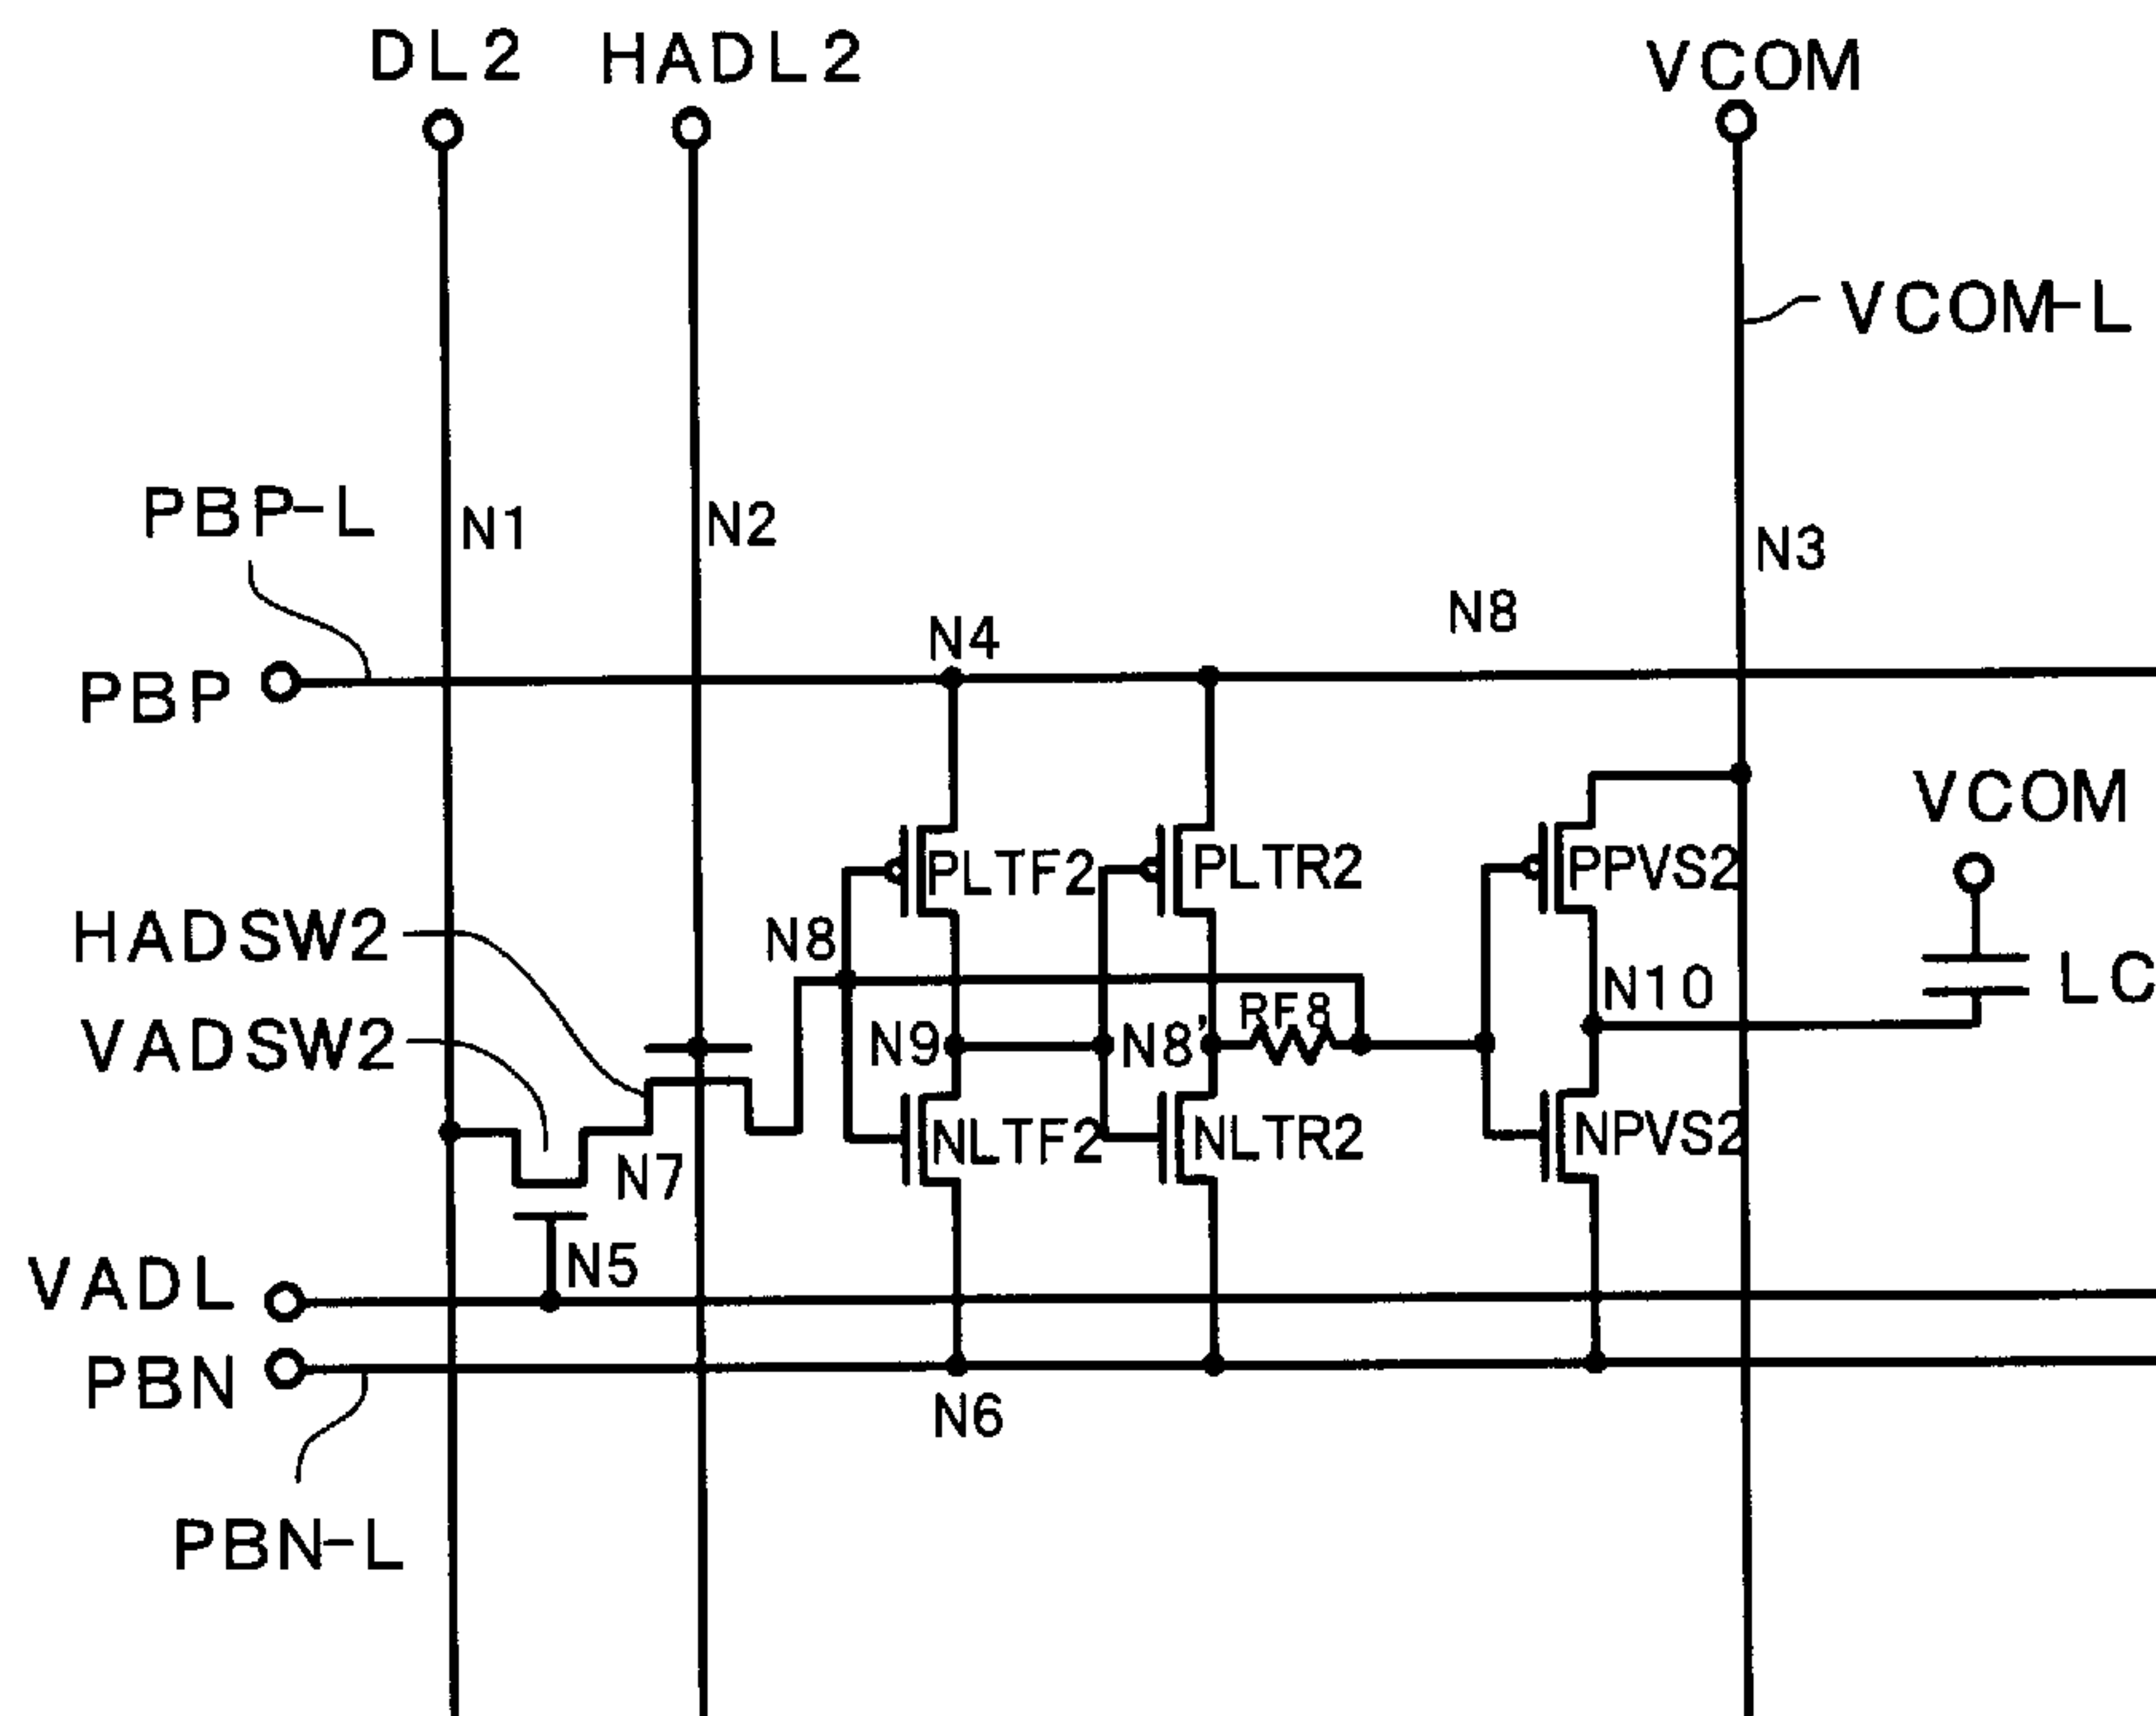 DL2
HADL2
VCOM
VCOM-L
PBP-L
N1
N2
N3
N8
N4
PBP
VCOM
PLTF2
PLTR2
PPVS2
HADSW2
N8
LC
N10
RF8
VADSW2
N9
N8'
NLTF2
NLTR2
NPVS2
N7
N5
VADL
PBN
N6
PBN-L